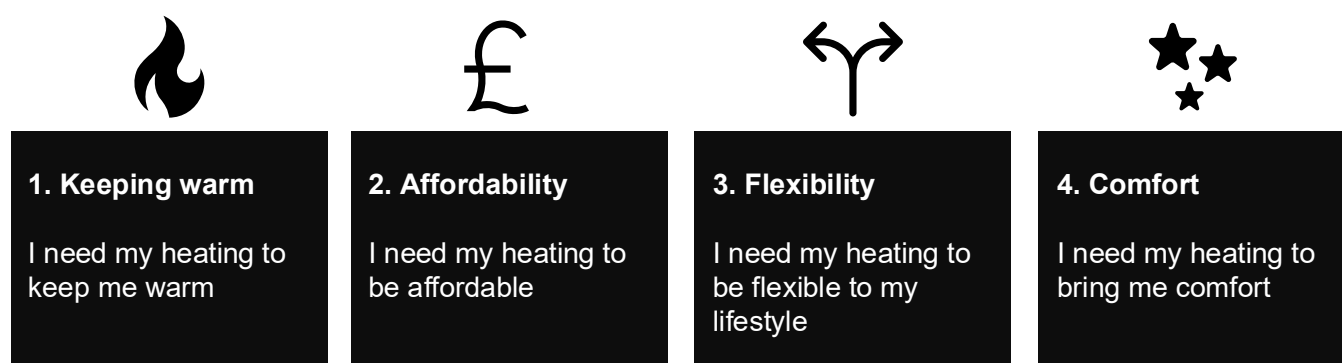 £
1. Keeping warm
I need my heating to
keep me warm
2. Affordability
I need my heating to
be affordable
3. Flexibility
I need my heating to
be flexible to my
lifestyle
4. Comfort
I need my heating to
bring me comfort